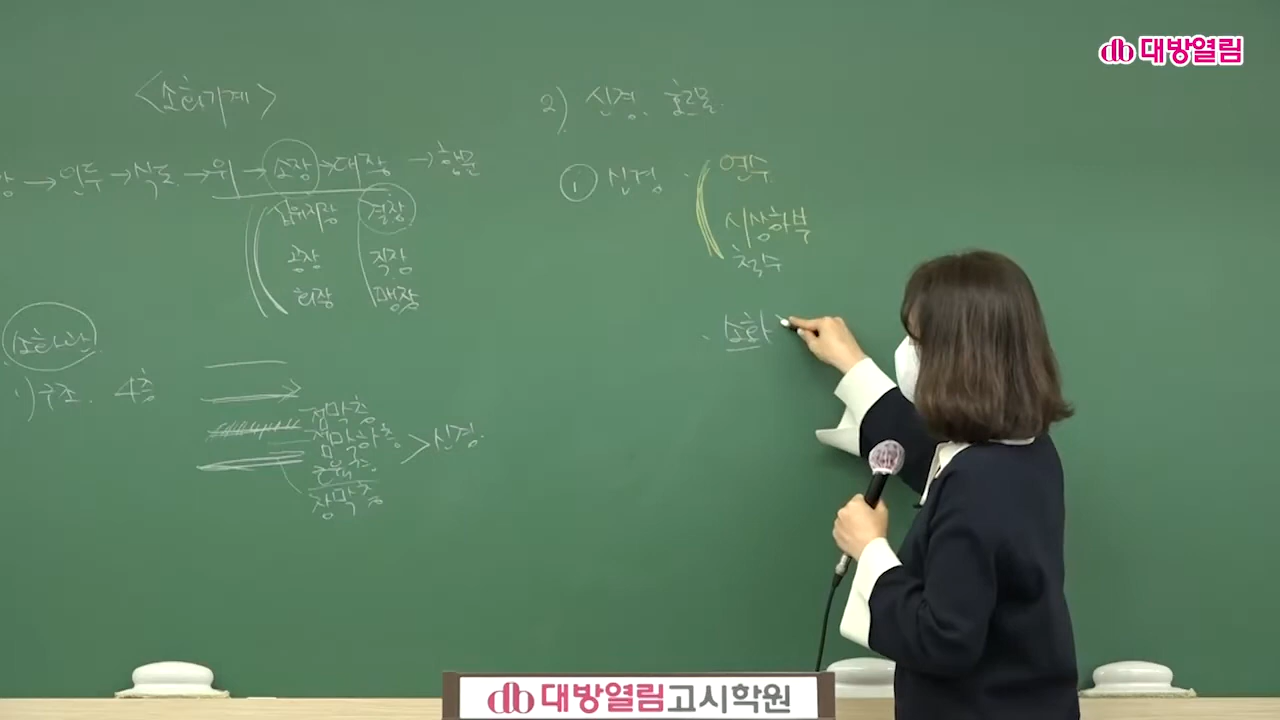 대방열림
<소화기계>
→ 인두 → 식도 → 위 → 소장 → 대장 → 항문
십이지장 결장
공장 직장
회장 맹장
소화관
1) 구조. 4층
점막층
점막하층
근육층
장막층
> 신경.
2) 신경. 호르몬.
① 신경. 연수
시상하부
척수
소화
대방열림고시학원